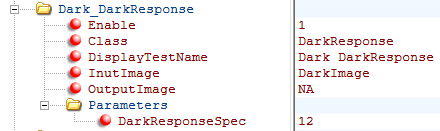 Dark_DarkResponse
Enable 1
Class DarkResponse
DisplayTestName Dark DarkResponse
InutImage DarkImage
OutputImage NA
Parameters
DarkResponseSpec 12